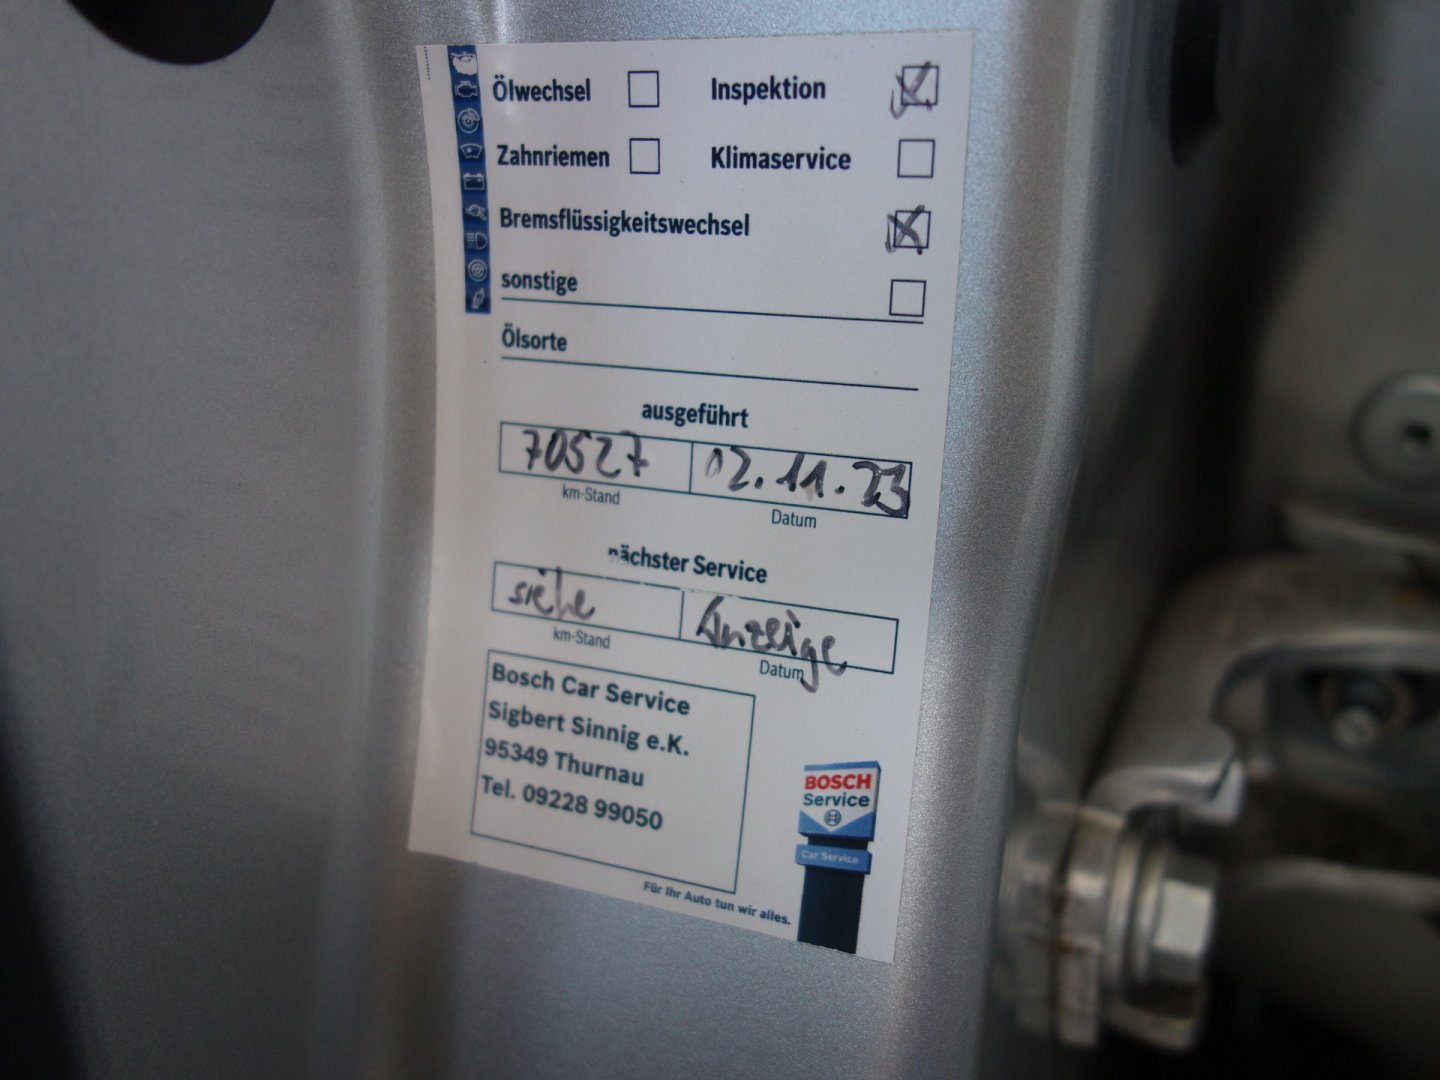 Ölwechsel Inspektion
Zahnriemen Klimaservice
Bremsflüssigkeitswechsel
sonstige
Ölsorte
ausgeführt
70527 02.11.23
km-Stand Datum
nächster Service
siehe Anzeige
km-Stand Datum
Bosch Car Service
Sigbert Sinnig e.K.
95349 Thurnau
Tel. 09228 99050
BOSCH
Service
Car Service
Für Ihr Auto tun wir alles.